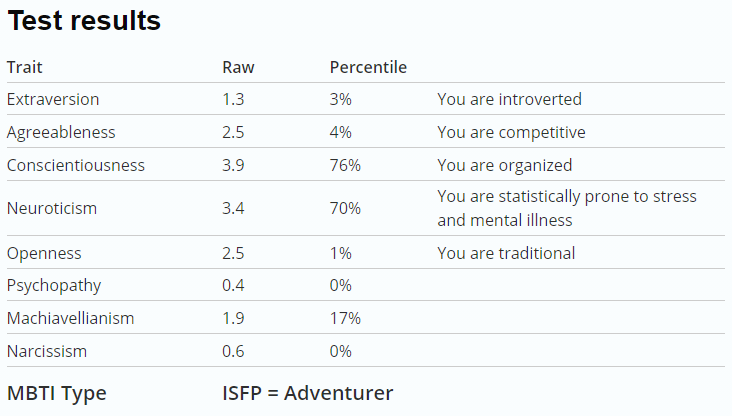 Test results
Trait Raw Percentile
Extraversion 1.3 3% You are introverted
Agreeableness 2.5 4% You are competitive
Conscientiousness 3.9 76% You are organized
Neuroticism 3.4 70% You are statistically prone to stress
and mental illness
Openness 2.5 1% You are traditional
Psychopathy 0.4 0%
Machiavellianism 1.9 17%
Narcissism 0.6 0%
MBTI Type ISFP = Adventurer